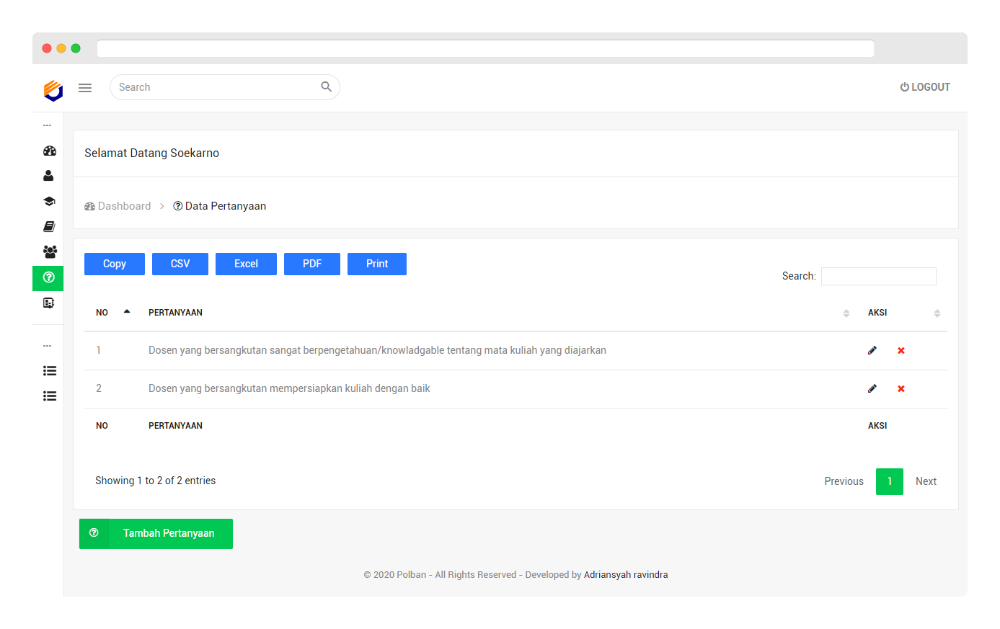 Search
LOGOUT
...
Selamat Datang Soekarno
Dashboard > Data Pertanyaan
Copy CSV Excel PDF Print
Search:
NO PERTANYAAN AKSI
1 Dosen yang bersangkutan sangat berpengetahuan/knowladgable tentang mata kuliah yang diajarkan
2 Dosen yang bersangkutan mempersiapkan kuliah dengan baik
NO PERTANYAAN AKSI
...
Showing 1 to 2 of 2 entries
Previous 1 Next
Tambah Pertanyaan
© 2020 Polban - All Rights Reserved - Developed by Adriansyah ravindra